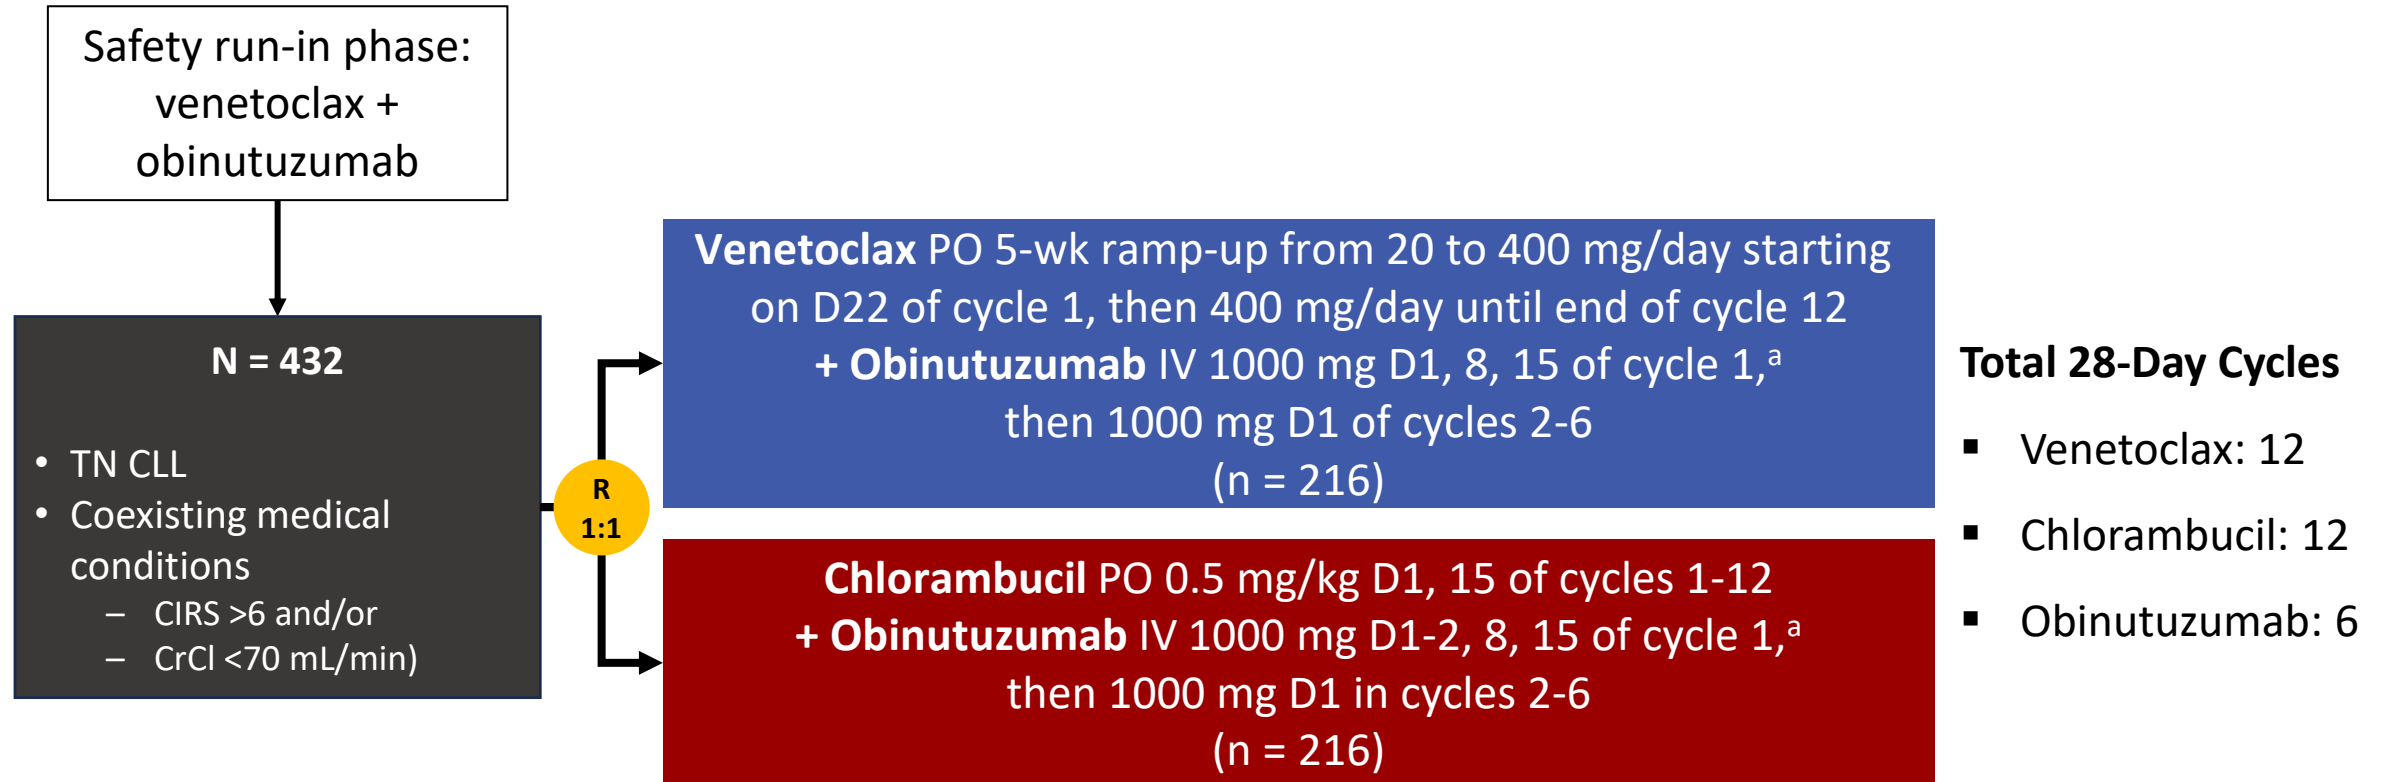 Safety run-in phase:
venetoclax +
obinutuzumab
N = 432
• TN CLL
• Coexisting medical
conditions
– CIRS >6 and/or
– CrCl <70 mL/min)
R
1:1
Venetoclax PO 5-wk ramp-up from 20 to 400 mg/day starting
on D22 of cycle 1, then 400 mg/day until end of cycle 12
+ Obinutuzumab IV 1000 mg D1, 8, 15 of cycle 1,ᵃ
then 1000 mg D1 of cycles 2-6
(n = 216)
Chlorambucil PO 0.5 mg/kg D1, 15 of cycles 1-12
+ Obinutuzumab IV 1000 mg D1-2, 8, 15 of cycle 1,ᵃ
then 1000 mg D1 in cycles 2-6
(n = 216)
Total 28-Day Cycles
▪ Venetoclax: 12
▪ Chlorambucil: 12
▪ Obinutuzumab: 6